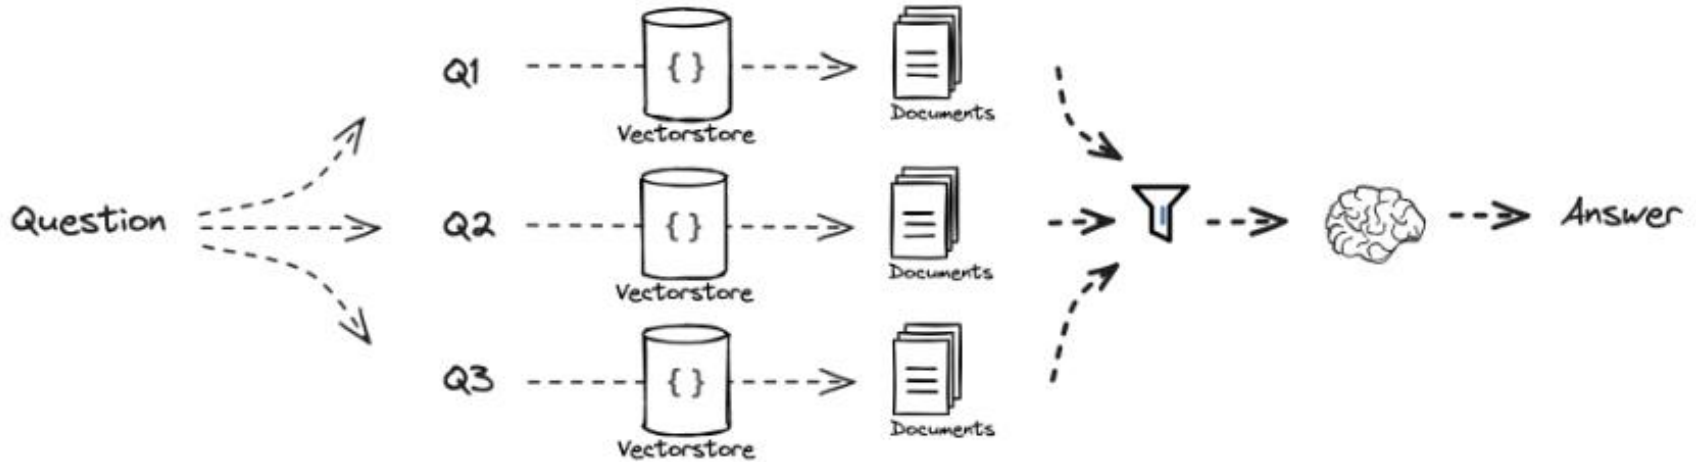 Question
Q1
{ }
Vectorstore
Documents
Q2
{ }
Vectorstore
Documents
Q3
{ }
Vectorstore
Documents
Answer